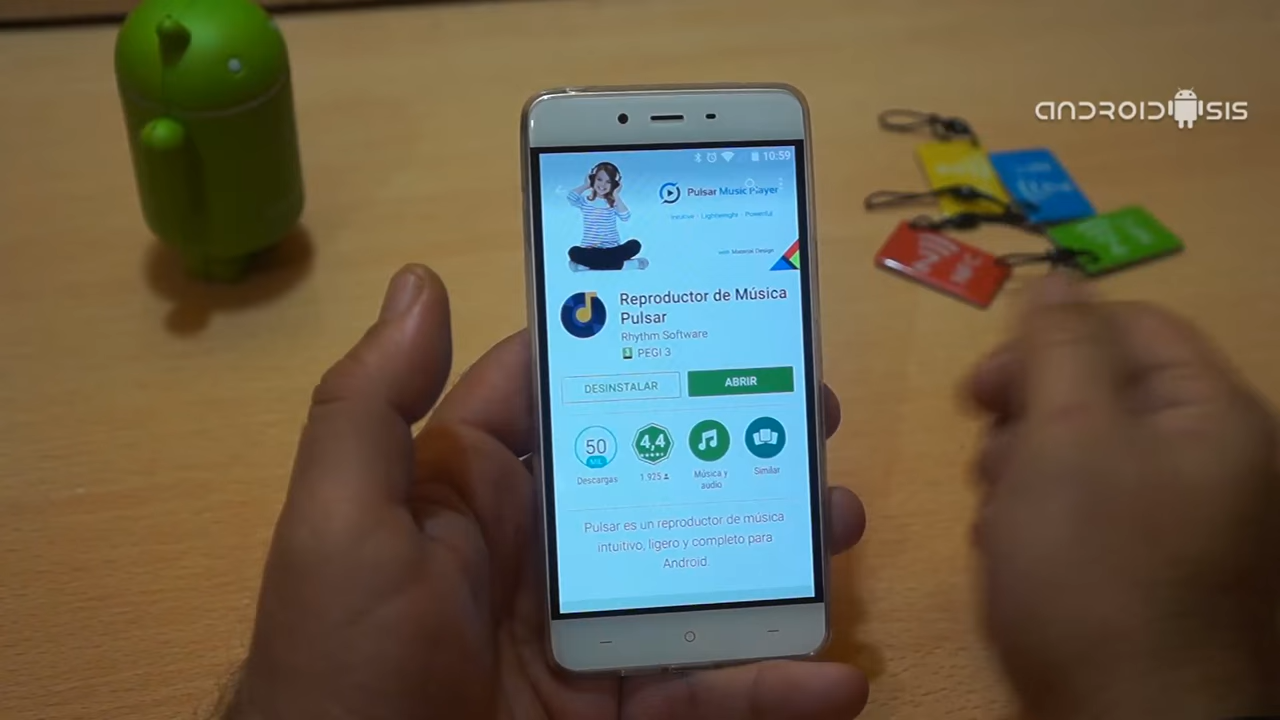 ANDROIDSIS
10:59
Pulsar Music Player
Intuitive · Lightweight · Powerful
with Material Design
Reproductor de Música
Pulsar
Rhythm Software
3 PEGI 3
DESINSTALAR
ABRIR
50
MIL
4,4
Descargas
1.925
Música y
audio
Similar
Pulsar es un reproductor de música
intuitivo, ligero y completo para
Android.